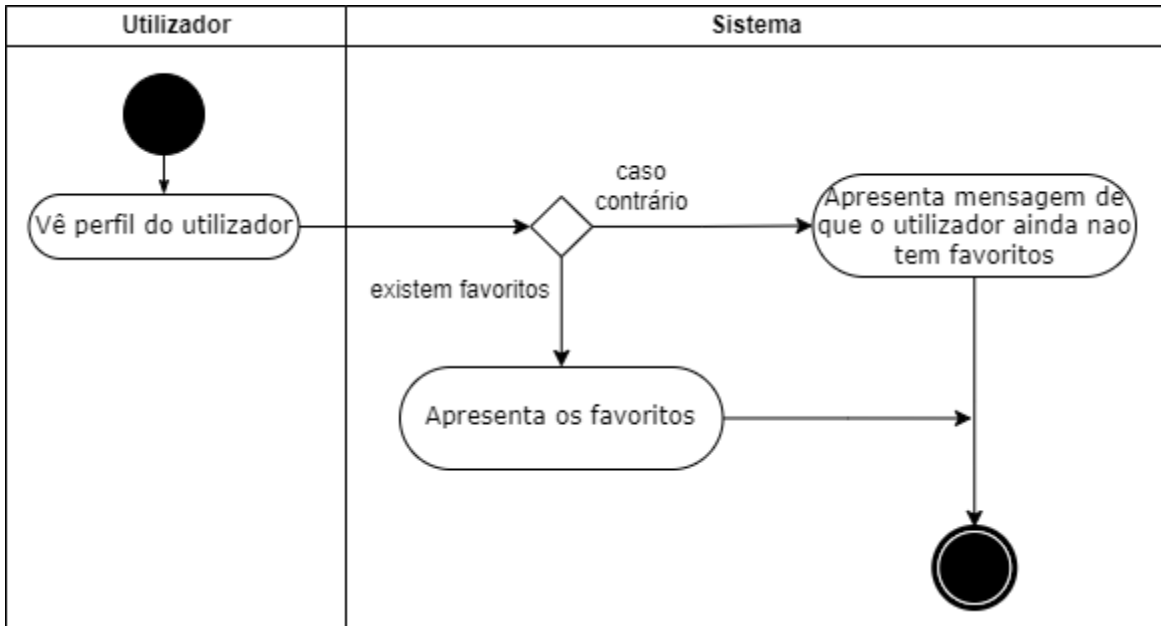 Utilizador
Sistema
Vê perfil do utilizador
caso
contrário
Apresenta mensagem de
que o utilizador ainda nao
tem favoritos
existem favoritos
Apresenta os favoritos